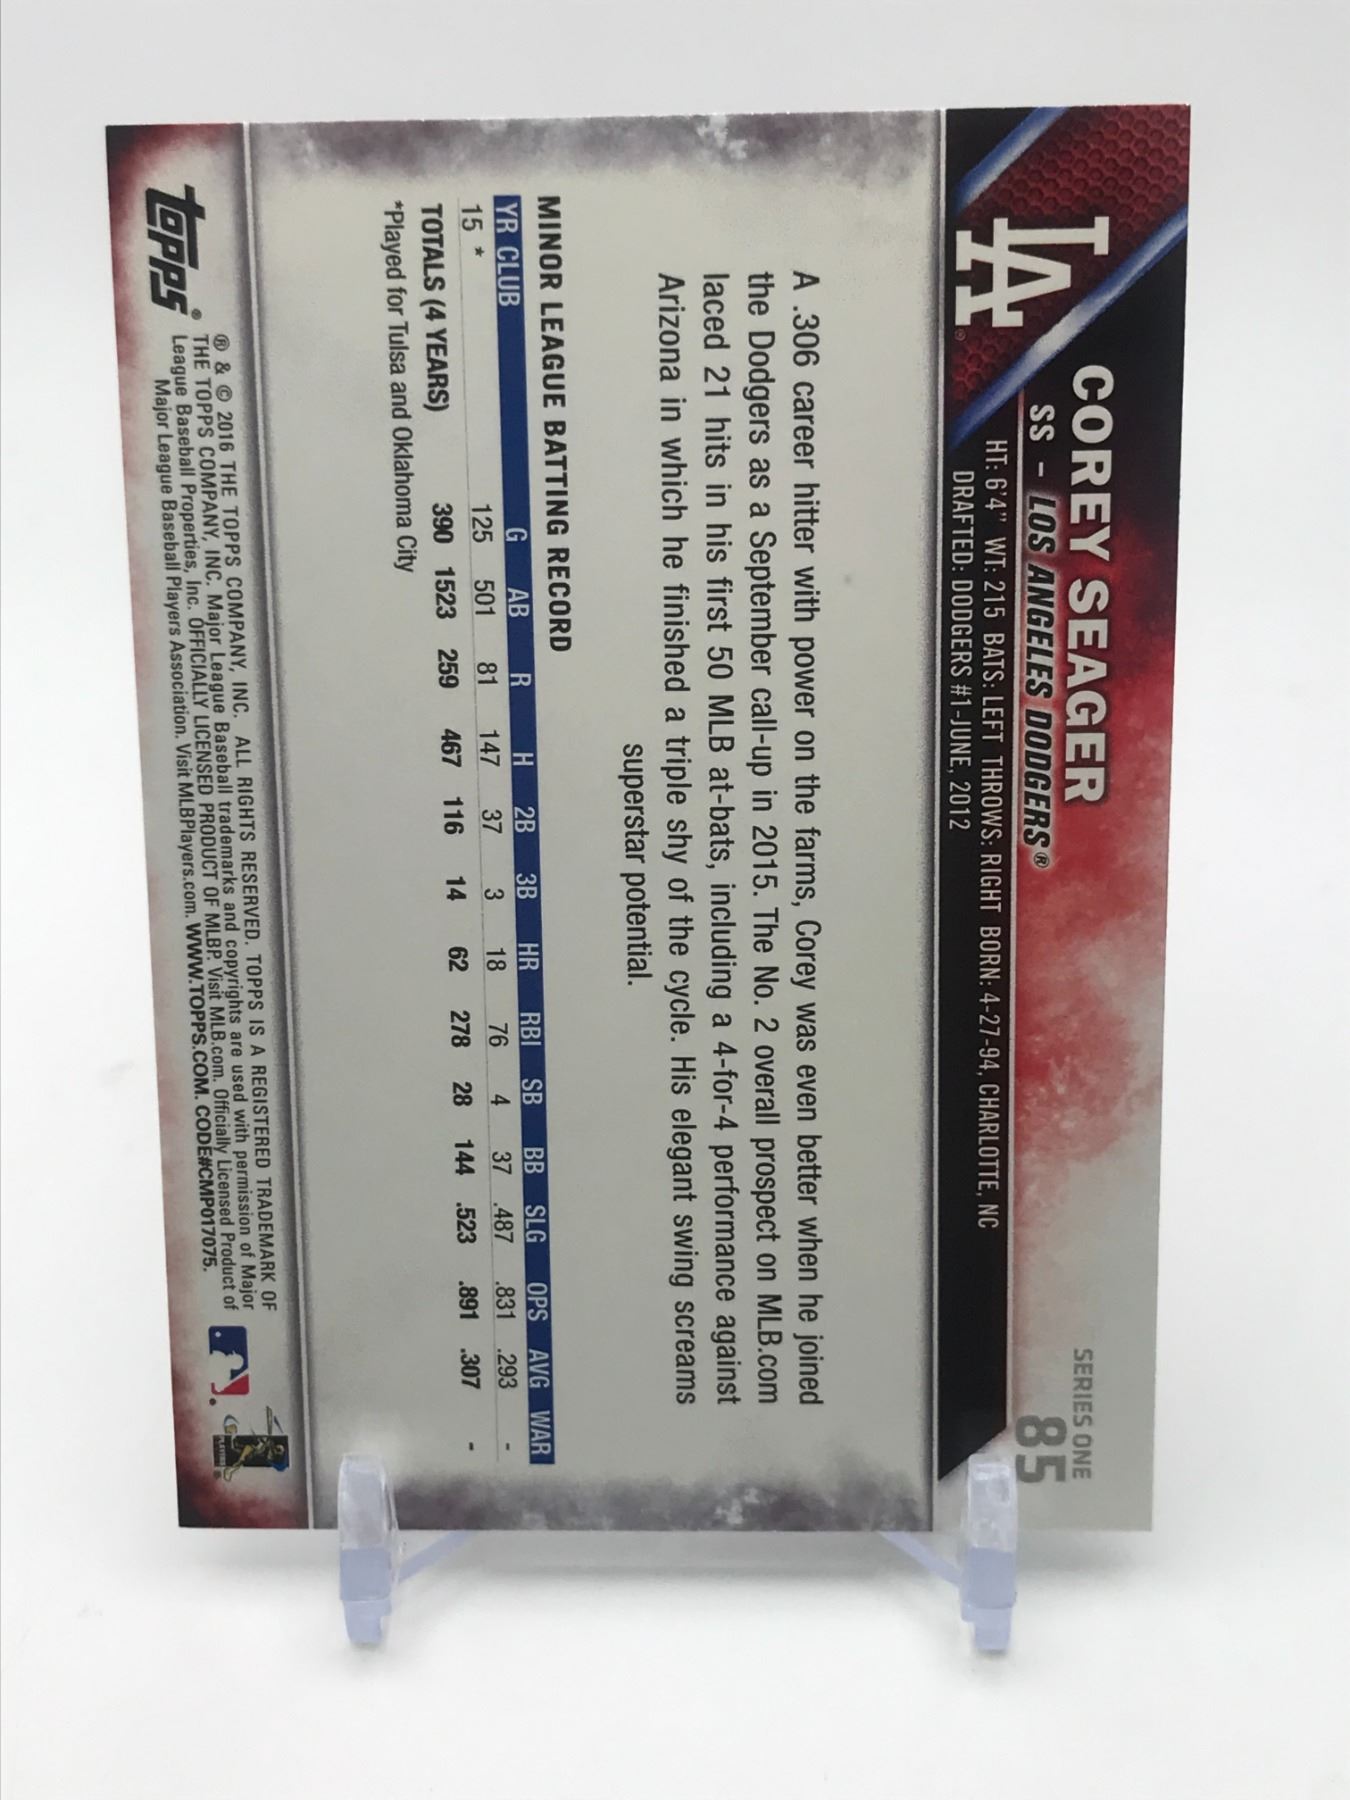 LA®
COREY SEAGER
SERIES ONE
85
SS - LOS ANGELES DODGERS®
HT: 6'4" WT: 215 BATS: LEFT THROWS: RIGHT BORN: 4-27-94, CHARLOTTE, NC
DRAFTED: DODGERS #1-JUNE, 2012
A .306 career hitter with power on the farms, Corey was even better when he joined
the Dodgers as a September call-up in 2015. The No. 2 overall prospect on MLB.com
laced 21 hits in his first 50 MLB at-bats, including a 4-for-4 performance against
Arizona in which he finished a triple shy of the cycle. His elegant swing screams
superstar potential.
MINOR LEAGUE BATTING RECORD
YR CLUB G AB R H 2B 3B HR RBI SB BB SLG OPS AVG WAR
15 * 125 501 81 147 37 3 18 76 4 37 .487 .831 .293 -
TOTALS (4 YEARS) 390 1523 259 467 116 14 62 278 28 144 .523 .891 .307 -
*Played for Tulsa and Oklahoma City
topps®
® & © 2016 THE TOPPS COMPANY, INC. ALL RIGHTS RESERVED. TOPPS IS A REGISTERED TRADEMARK OF
THE TOPPS COMPANY, INC. Major League Baseball trademarks and copyrights are used with permission of Major
League Baseball Properties, Inc. OFFICIALLY LICENSED PRODUCT OF MLBP. Visit MLB.com. Officially Licensed Product of
Major League Baseball Players Association. Visit MLBPlayers.com. WWW.TOPPS.COM. CODE#CMP017075.